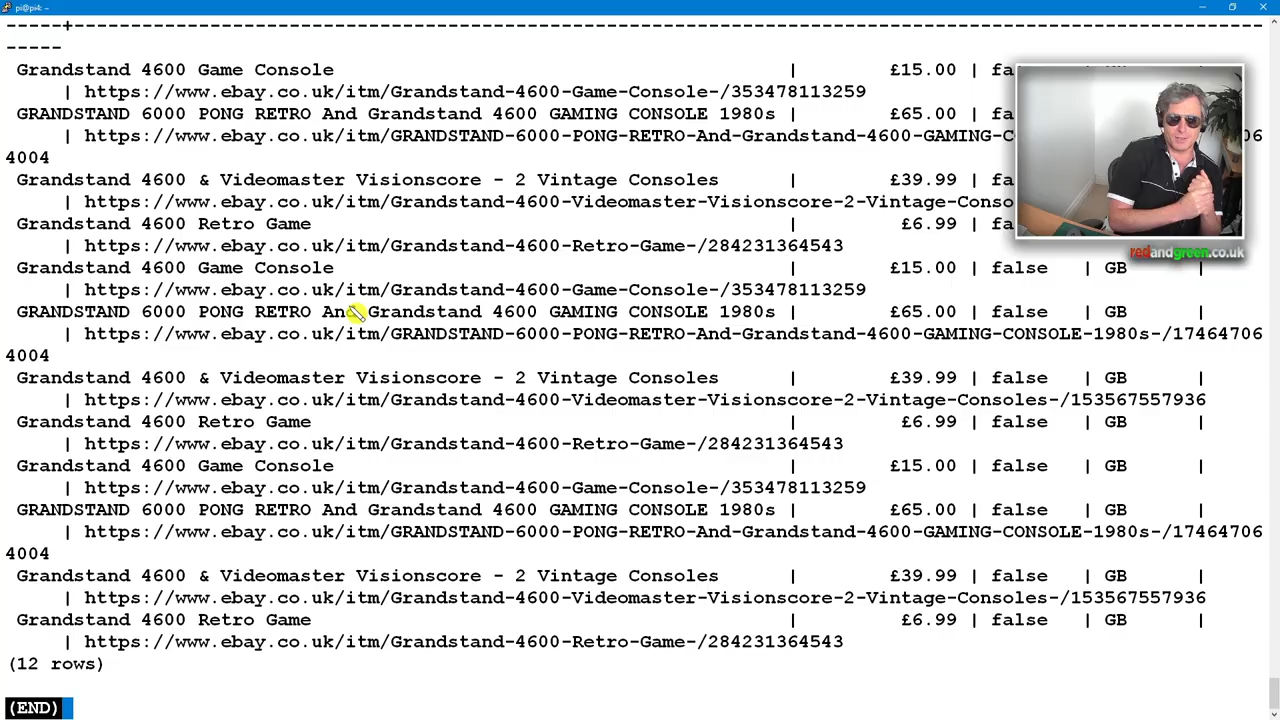 pi@pi4: ~
-----+----------------------------------------------------------------------------------------------------------
-----
Grandstand 4600 Game Console | £15.00 |
| https://www.ebay.co.uk/itm/Grandstand-4600-Game-Console-/353478113259
GRANDSTAND 6000 PONG RETRO And Grandstand 4600 GAMING CONSOLE 1980s | £65.00 |
| https://www.ebay.co.uk/itm/GRANDSTAND-6000-PONG-RETRO-And-Grandstand-4600-GAMING-C 06
4004
Grandstand 4600 & Videomaster Visionscore - 2 Vintage Consoles | £39.99 |
| https://www.ebay.co.uk/itm/Grandstand-4600-Videomaster-Visionscore-2-Vintage-Conso
Grandstand 4600 Retro Game | £6.99 |
| https://www.ebay.co.uk/itm/Grandstand-4600-Retro-Game-/284231364543
redandgreen.co.uk
Grandstand 4600 Game Console | £15.00 | false | GB |
| https://www.ebay.co.uk/itm/Grandstand-4600-Game-Console-/353478113259
GRANDSTAND 6000 PONG RETRO And Grandstand 4600 GAMING CONSOLE 1980s | £65.00 | false | GB |
| https://www.ebay.co.uk/itm/GRANDSTAND-6000-PONG-RETRO-And-Grandstand-4600-GAMING-CONSOLE-1980s-/17464706
4004
Grandstand 4600 & Videomaster Visionscore - 2 Vintage Consoles | £39.99 | false | GB |
| https://www.ebay.co.uk/itm/Grandstand-4600-Videomaster-Visionscore-2-Vintage-Consoles-/153567557936
Grandstand 4600 Retro Game | £6.99 | false | GB |
| https://www.ebay.co.uk/itm/Grandstand-4600-Retro-Game-/284231364543
Grandstand 4600 Game Console | £15.00 | false | GB |
| https://www.ebay.co.uk/itm/Grandstand-4600-Game-Console-/353478113259
GRANDSTAND 6000 PONG RETRO And Grandstand 4600 GAMING CONSOLE 1980s | £65.00 | false | GB |
| https://www.ebay.co.uk/itm/GRANDSTAND-6000-PONG-RETRO-And-Grandstand-4600-GAMING-CONSOLE-1980s-/17464706
4004
Grandstand 4600 & Videomaster Visionscore - 2 Vintage Consoles | £39.99 | false | GB |
| https://www.ebay.co.uk/itm/Grandstand-4600-Videomaster-Visionscore-2-Vintage-Consoles-/153567557936
Grandstand 4600 Retro Game | £6.99 | false | GB |
| https://www.ebay.co.uk/itm/Grandstand-4600-Retro-Game-/284231364543
(12 rows)
(END)